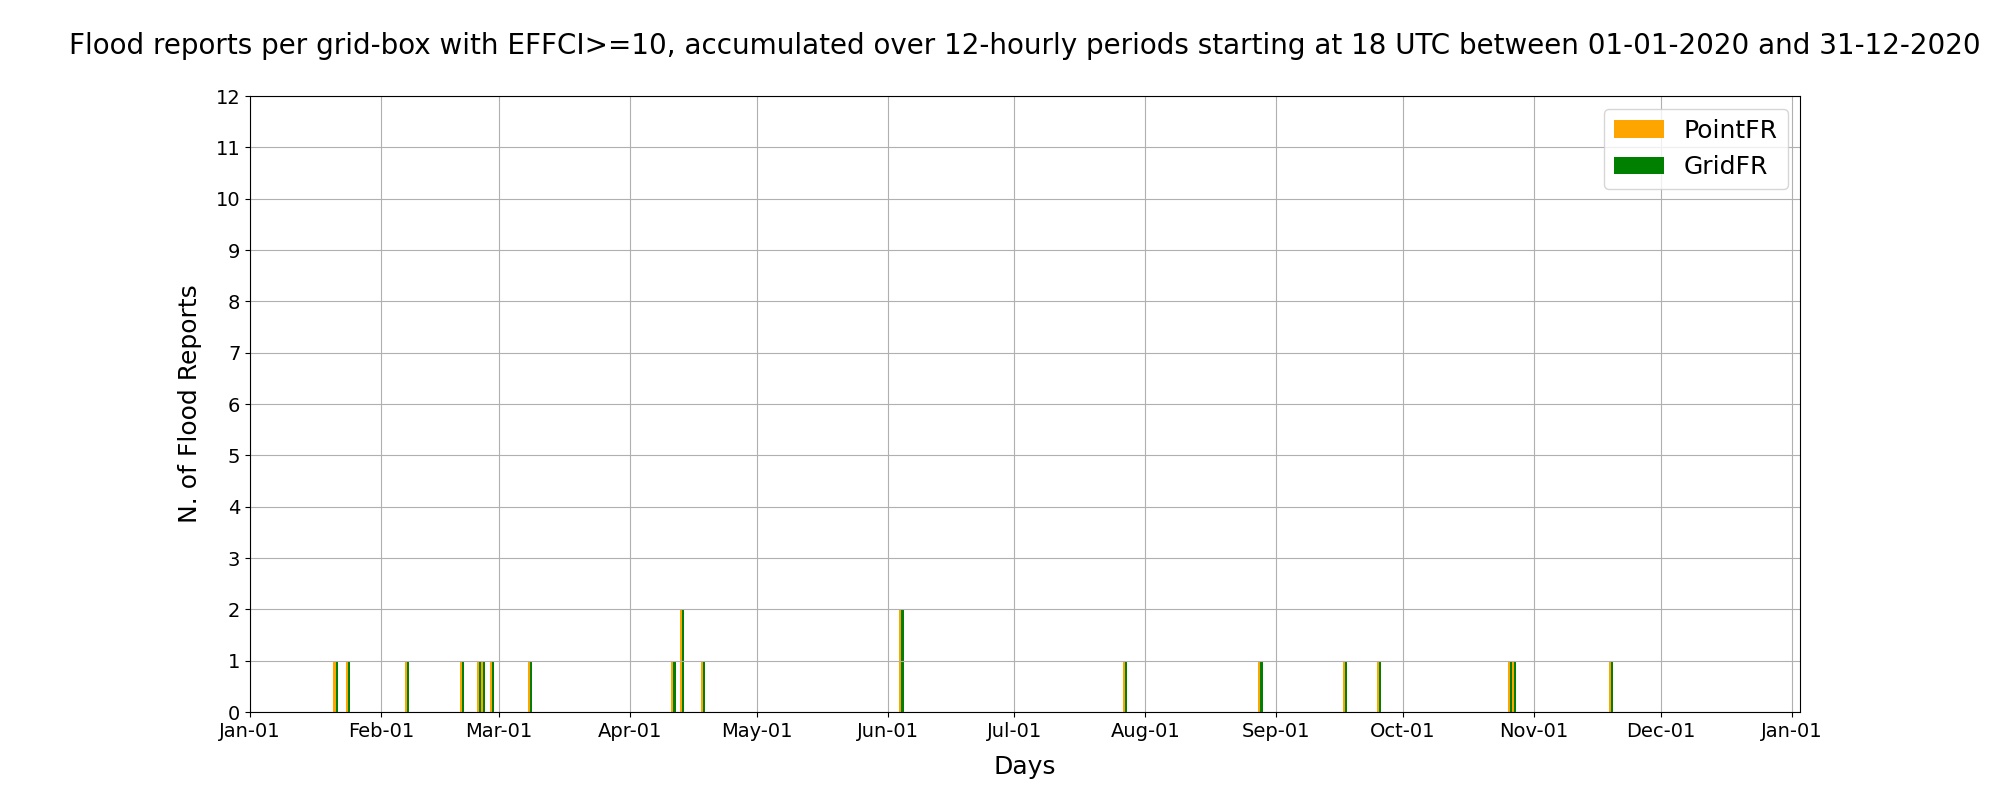 Flood reports per grid-box with EFFCI>=10, accumulated over 12-hourly periods starting at 18 UTC between 01-01-2020 and 31-12-2020
12
11
10
9
8
7
6
5
4
3
2
1
0
N. of Flood Reports
PointFR
GridFR
Jan-01 Feb-01 Mar-01 Apr-01 May-01 Jun-01 Jul-01 Aug-01 Sep-01 Oct-01 Nov-01 Dec-01 Jan-01
Days